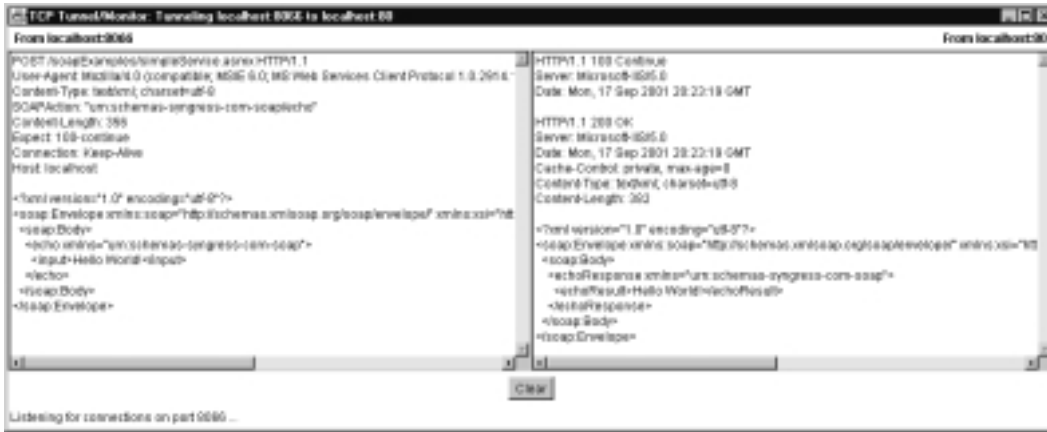 TCP Tunnel/Monitor: Tunneling localhost:8066 to localhost:80
From localhost:8066
From localhost:80
POST /soapExamples/simpleService.asmx HTTP/1.1
User-Agent: Mozilla/4.0 (compatible; MSIE 6.0; MS Web Services Client Protocol 1.0.2914.
Content-Type: text/xml; charset=utf-8
SOAPAction: "urn:schemas-syngress-com-soap/echo"
Content-Length:
Expect: 100-continue
Connection: Keep-Alive
Host: localhost
<?xml version="1.0" encoding="utf-8"?>
<soap:Envelope xmlns:soap="http://schemas.xmlsoap.org/soap/envelope/" xmlns:xsi="htt
<soap:Body>
<echo xmlns="urn:schemas-syngress-com-soap">
<input>Hello World!</input>
</echo>
</soap:Body>
</soap:Envelope>
HTTP/1.1 100 Continue
Server: Microsoft-IIS/5.0
Date: Mon, 17 Sep 2001 20:23:19 GMT
HTTP/1.1 200 OK
Server: Microsoft-IIS/5.0
Date: Mon, 17 Sep 2001 20:23:19 GMT
Cache-Control: private, max-age=0
Content-Type: text/xml; charset=utf-8
Content-Length:
<?xml version="1.0" encoding="utf-8"?>
<soap:Envelope xmlns:soap="http://schemas.xmlsoap.org/soap/envelope/" xmlns:xsi="htt
<soap:Body>
<echoResponse xmlns="urn:schemas-syngress-com-soap">
<echoResult>Hello World!</echoResult>
</echoResponse>
</soap:Body>
</soap:Envelope>
Clear
Listening for connections on port 8066 ...